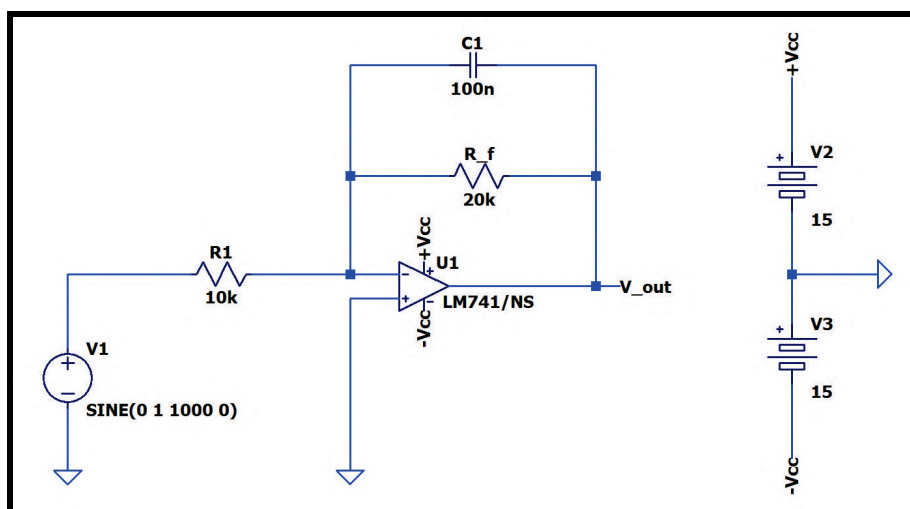 C1
100n
R_f
20k
+Vcc
U1
LM741/NS
-Vcc
V_out
R1
10k
V1
SINE(0 1 1000 0)
+Vcc
V2
15
V3
15
-Vcc